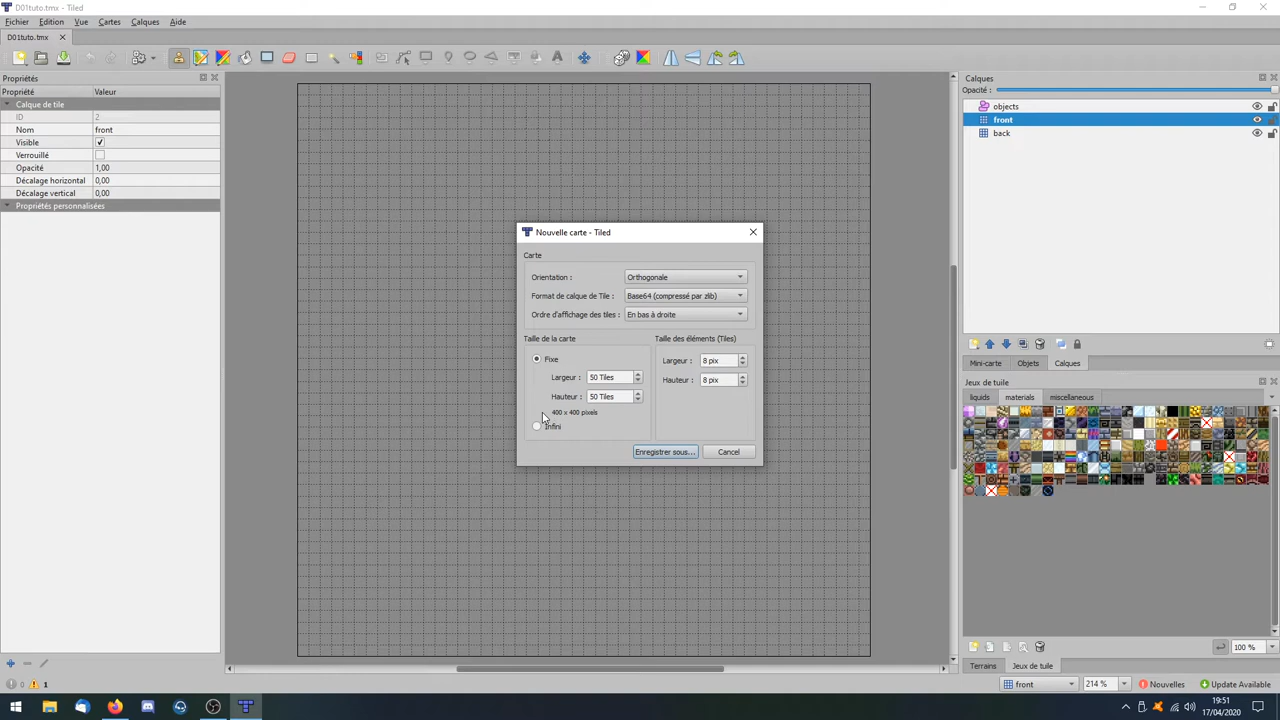 D01tuto.tmx - Tiled
Fichier Edition Vue Cartes Calques Aide
D01tuto.tmx
Propriétés
Propriété Valeur
Calque de tile
ID 2
Nom front
Visible
Verrouillé
Opacité 1,00
Décalage horizontal 0,00
Décalage vertical 0,00
Propriétés personnalisées
Nouvelle carte - Tiled
Carte
Orientation : Orthogonale
Format de calque de Tile : Base64 (compressé par zlib)
Ordre d'affichage des tiles : En bas à droite
Taille de la carte
Fixe
Largeur : 50 Tiles
Hauteur : 50 Tiles
400 x 400 pixels
Infini
Taille des éléments (Tiles)
Largeur : 8 pix
Hauteur : 8 pix
Enregistrer sous... Cancel
Calques
Opacité :
objects
front
back
Mini-carte Objets Calques
Jeux de tuile
liquids materials miscellaneous
100 %
Terrains Jeux de tuile
0 1
front 214 % Nouvelles Update Available
19:51
17/04/2020